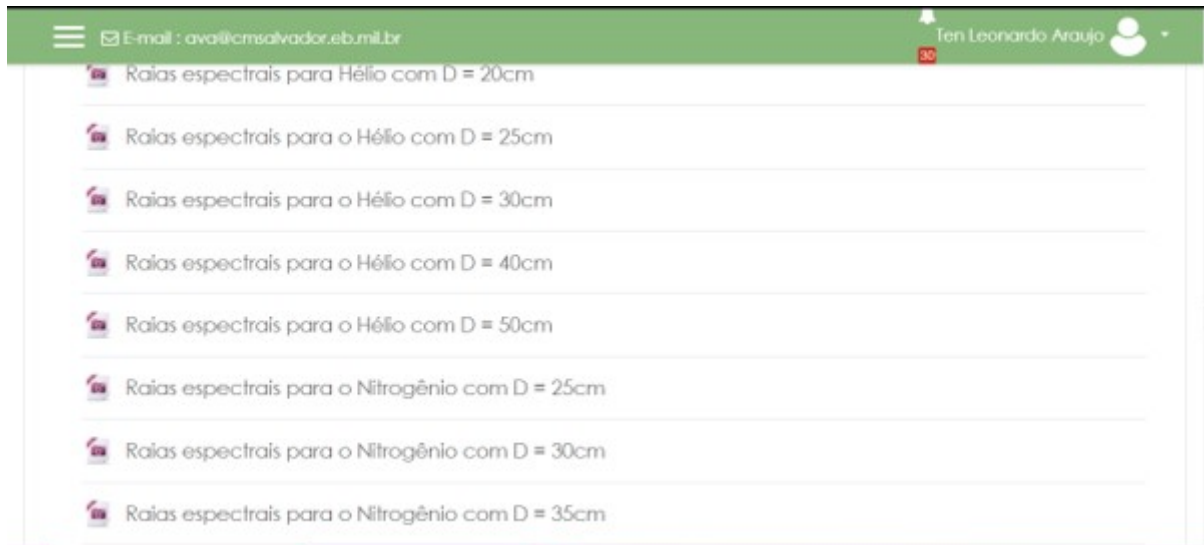 E-mail : ava@cmsalvador.eb.mil.br
Ten Leonardo Araujo
30
Raias espectrais para Hélio com D = 20cm
Raias espectrais para o Hélio com D = 25cm
Raias espectrais para o Hélio com D = 30cm
Raias espectrais para o Hélio com D = 40cm
Raias espectrais para o Hélio com D = 50cm
Raias espectrais para o Nitrogênio com D = 25cm
Raias espectrais para o Nitrogênio com D = 30cm
Raias espectrais para o Nitrogênio com D = 35cm